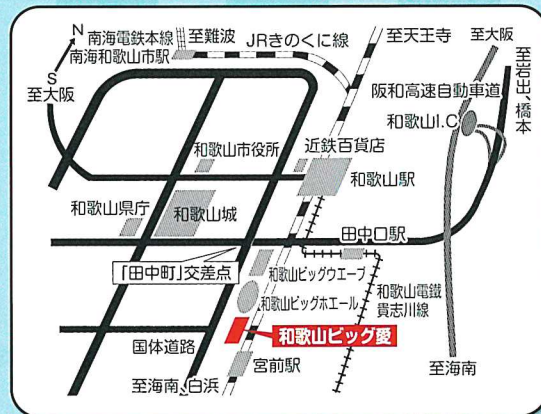 N
S
南海電鉄本線
南海和歌山市駅
至難波
JRきのくに線
至天王寺
至大阪
至岩出、橋本
至大阪
阪和高速自動車道
和歌山I.C
和歌山市役所
近鉄百貨店
和歌山駅
和歌山県庁
和歌山城
田中口駅
「田中町」交差点
和歌山ビッグウエーブ
和歌山ビッグホエール
和歌山電鐵
貴志川線
和歌山ビッグ愛
国体道路
宮前駅
至海南、白浜
至海南